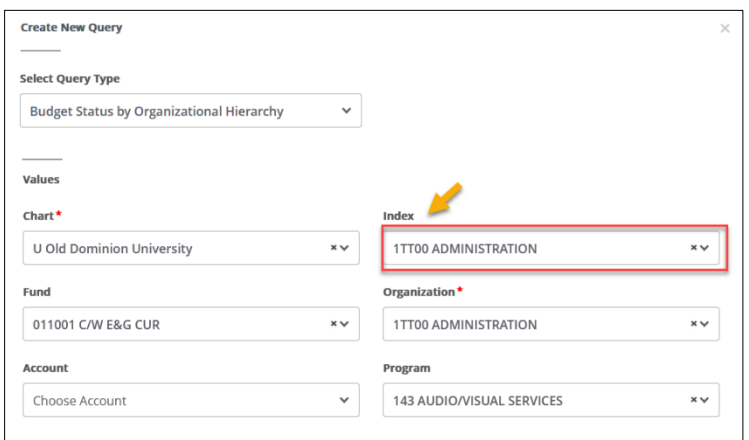 Create New Query
Select Query Type
Budget Status by Organizational Hierarchy
Values
Chart*
Index
U Old Dominion University
1TT00 ADMINISTRATION
Fund
Organization*
011001 C/W E&G CUR
1TT00 ADMINISTRATION
Account
Program
Choose Account
143 AUDIO/VISUAL SERVICES